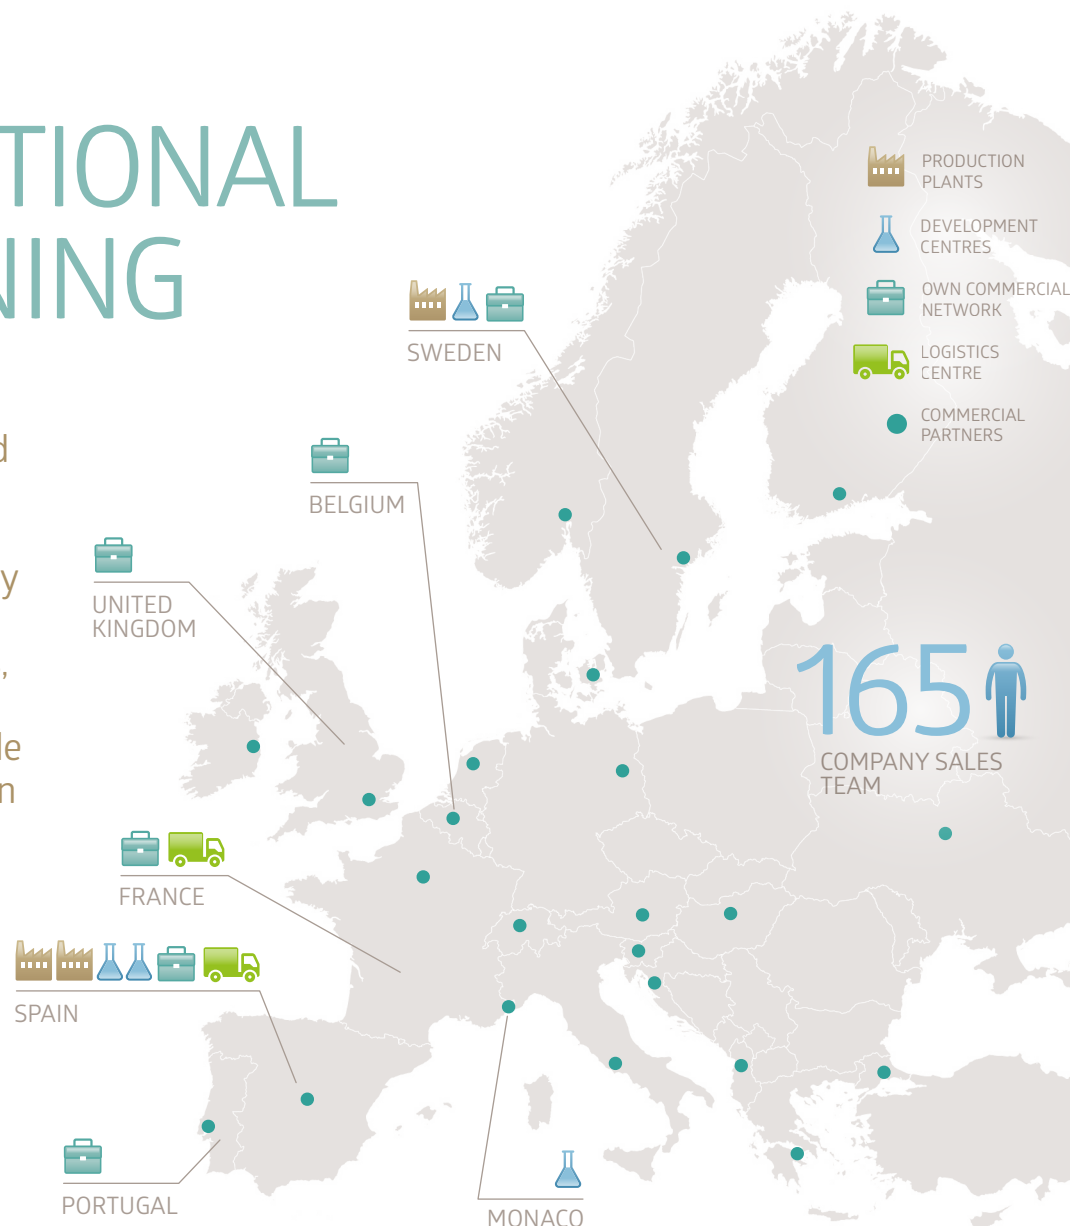 TIONAL
NING
d
y
,
le
n
PRODUCTION
PLANTS
DEVELOPMENT
CENTRES
OWN COMMERCIAL
NETWORK
LOGISTICS
CENTRE
COMMERCIAL
PARTNERS
SWEDEN
BELGIUM
UNITED
KINGDOM
165
COMPANY SALES
TEAM
FRANCE
SPAIN
PORTUGAL
MONACO